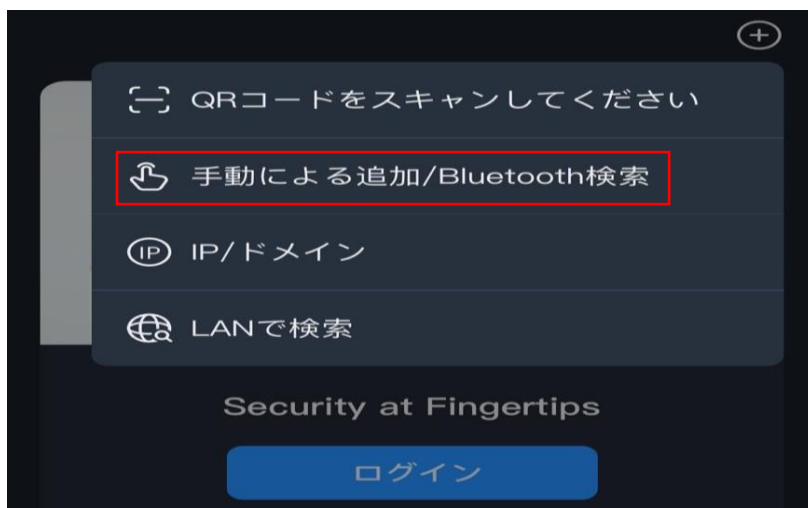 QRコードをスキャンしてください
手動による追加/Bluetooth検索
IP IP/ドメイン
LANで検索
Security at Fingertips
ログイン